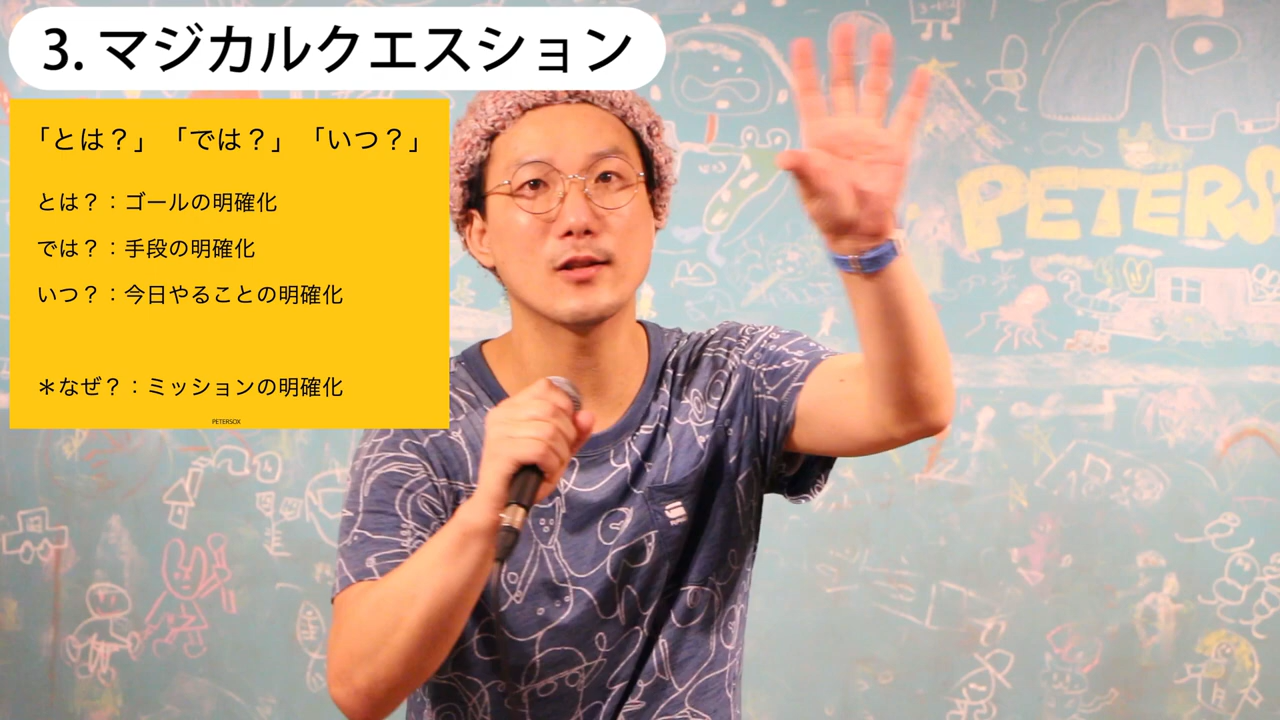 3. マジカルクエスション
「とは？」「では？」「いつ？」
とは？：ゴールの明確化
では？：手段の明確化
いつ？：今日やることの明確化
＊なぜ？：ミッションの明確化
PETERSOX
PETERS